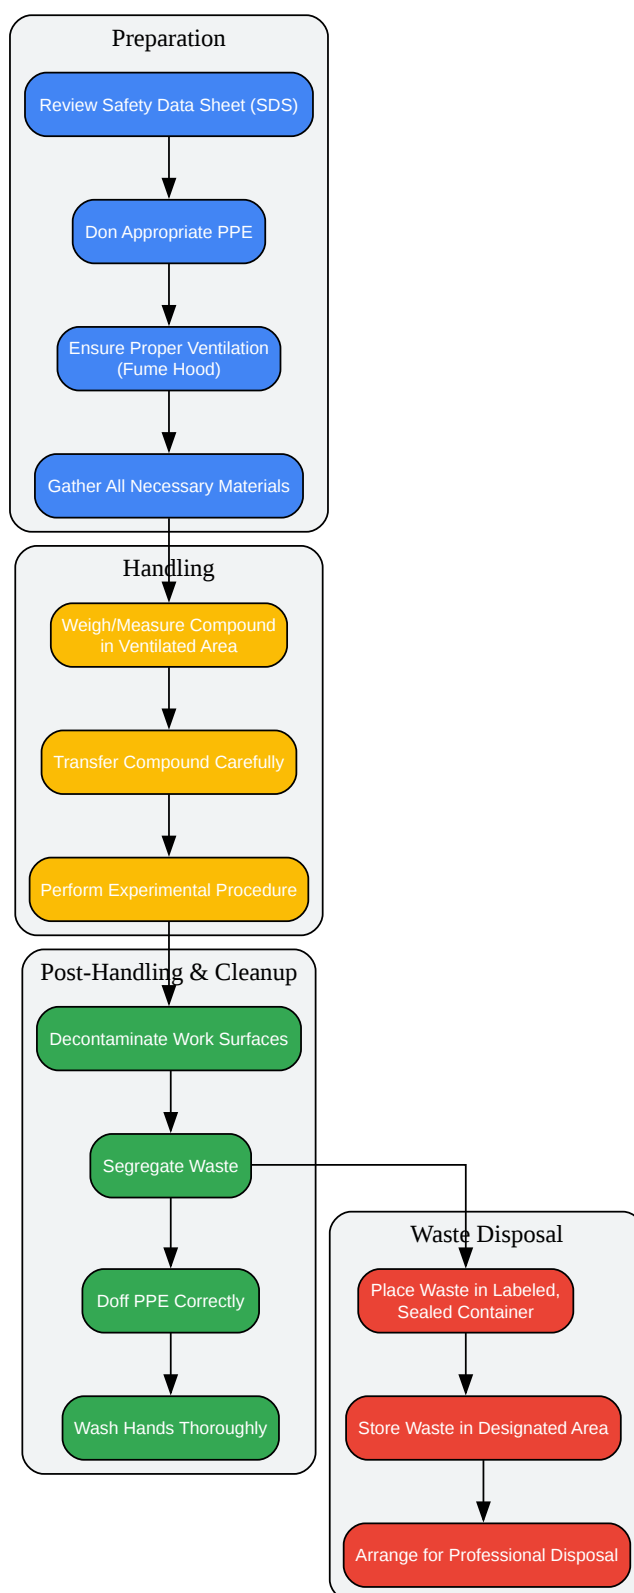 Preparation
Review Safety Data Sheet (SDS)
Don Appropriate PPE
Ensure Proper Ventilation
(Fume Hood)
Gather All Necessary Materials
Handling
Weigh/Measure Compound
in Ventilated Area
Transfer Compound Carefully
Perform Experimental Procedure
Post-Handling & Cleanup
Decontaminate Work Surfaces
Segregate Waste
Doff PPE Correctly
Wash Hands Thoroughly
Waste Disposal
Place Waste in Labeled,
Sealed Container
Store Waste in Designated Area
Arrange for Professional Disposal